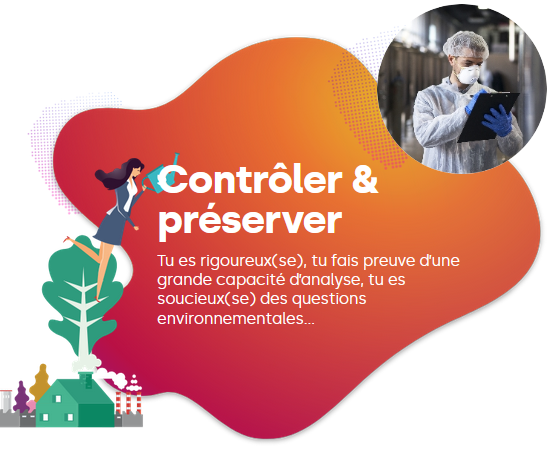 Contrôler &
préserver
Tu es rigoureux(se), tu fais preuve d'une
grande capacité d'analyse, tu es
soucieux(se) des questions
environnementales...